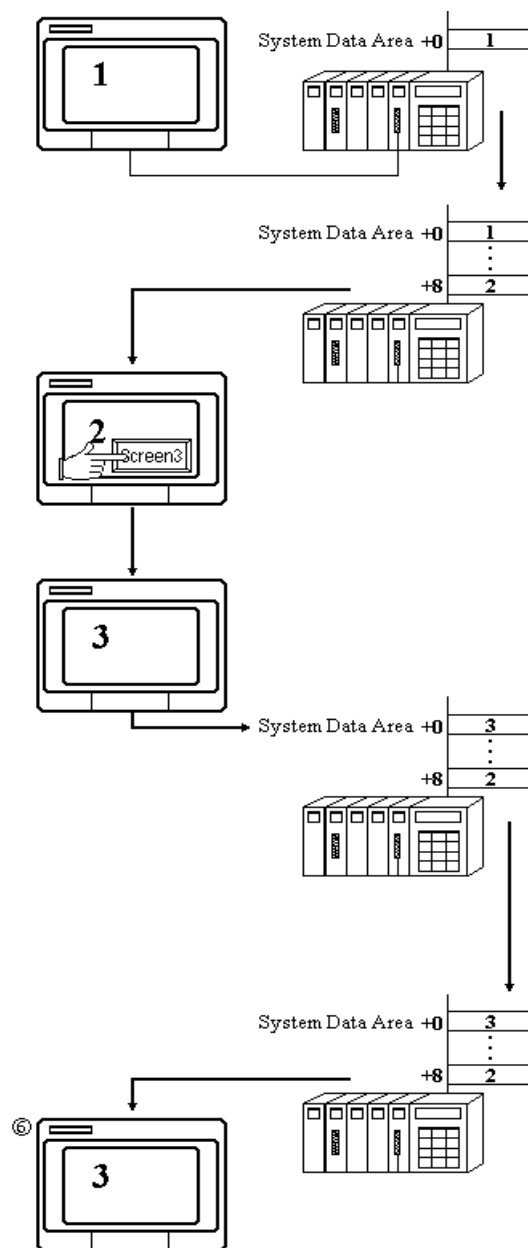 1
System Data Area +0 1
System Data Area +0 1
+8 2
2
Screen3
3
System Data Area +0 3
+8 2
System Data Area +0 3
+8 2
⑥
3